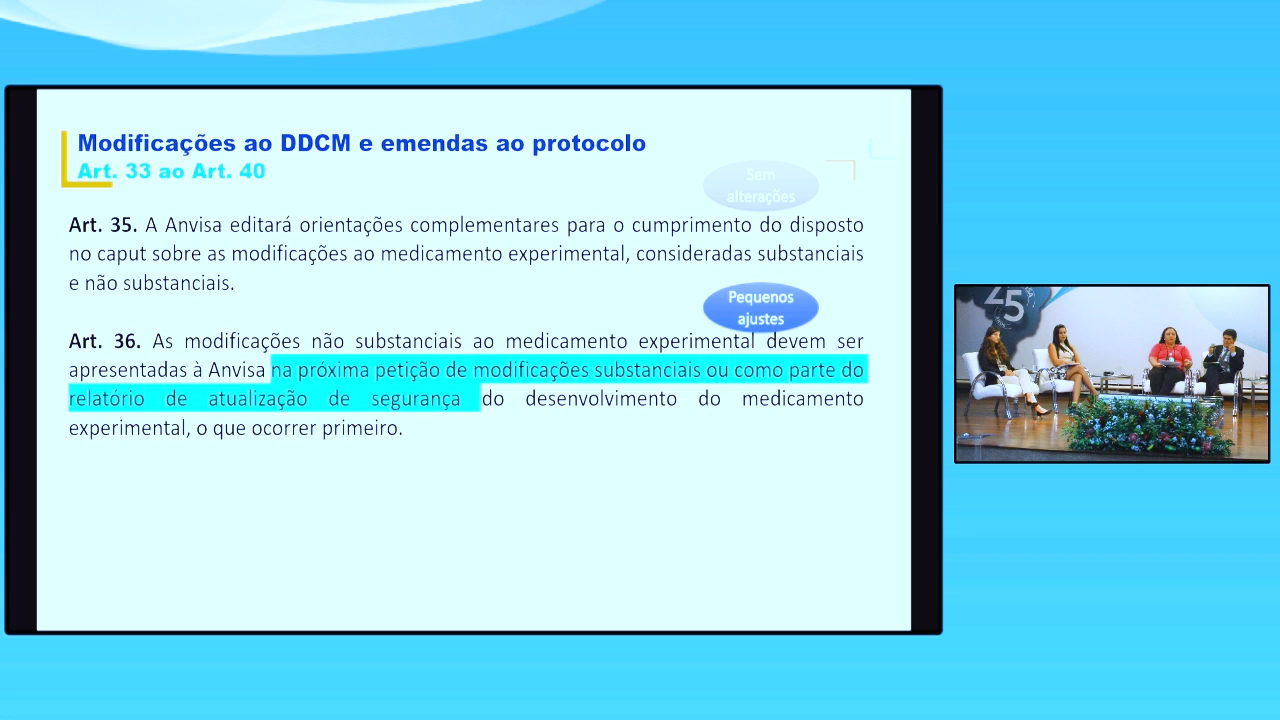 Modificações ao DDCM e emendas ao protocolo
Art. 33 ao Art. 40
Sem
alterações
Art. 35. A Anvisa editará orientações complementares para o cumprimento do disposto
no caput sobre as modificações ao medicamento experimental, consideradas substanciais
e não substanciais.
Pequenos
ajustes
Art. 36. As modificações não substanciais ao medicamento experimental devem ser
apresentadas à Anvisa na próxima petição de modificações substanciais ou como parte do
relatório de atualização de segurança do desenvolvimento do medicamento
experimental, o que ocorrer primeiro.
25